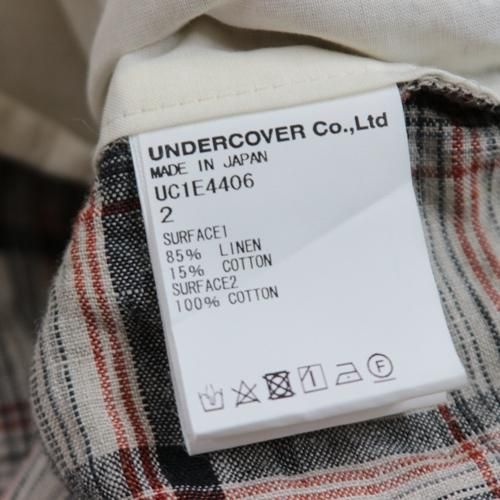 UNDERCOVER Co.,Ltd
MADE IN JAPAN
UC1E4406
2
SURFACE1
85% LINEN
15% COTTON
SURFACE2
100% COTTON
F